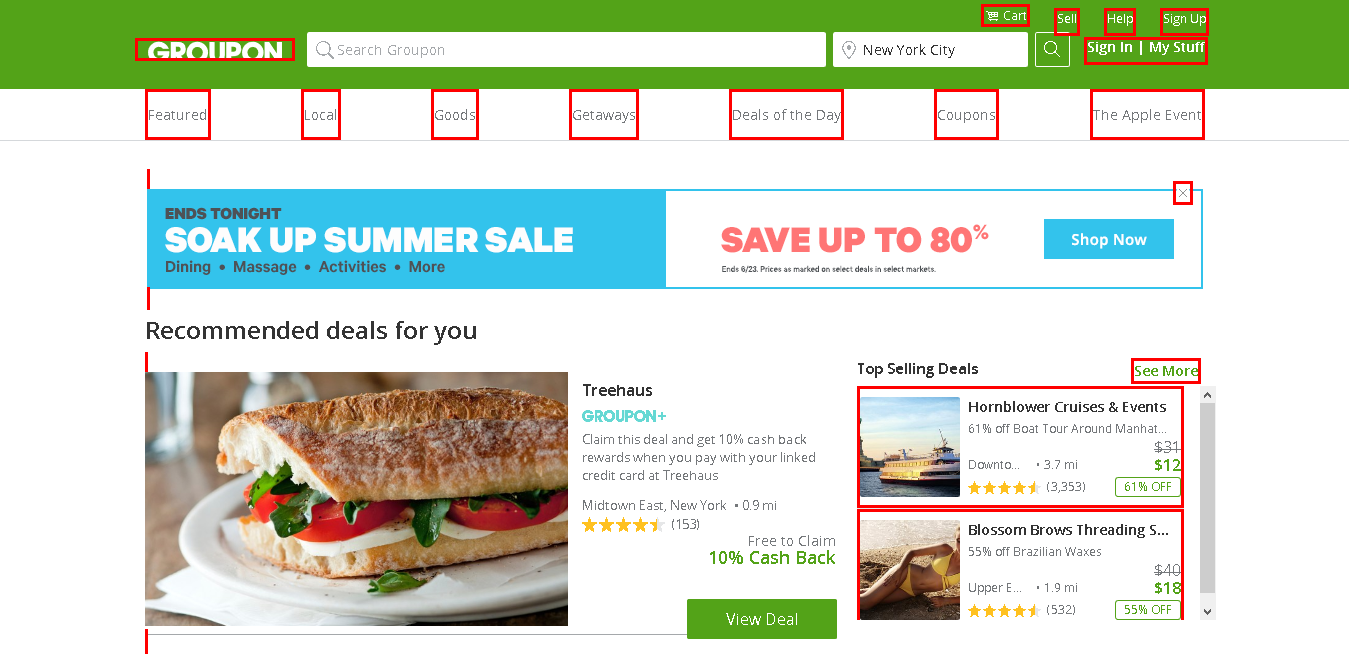 Cart
Sell
Help
Sign Up
GROUPON
Search Groupon
New York City
Sign In | My Stuff
Featured
Local
Goods
Getaways
Deals of the Day
Coupons
The Apple Event
ENDS TONIGHT
SOAK UP SUMMER SALE
Dining • Massage • Activities • More
SAVE UP TO 80%
Ends 6/23. Prices as marked on select deals in select markets.
Shop Now
Recommended deals for you
Treehaus
GROUPON+
Claim this deal and get 10% cash back
rewards when you pay with your linked
credit card at Treehaus
Midtown East, New York • 0.9 mi
(153)
Free to Claim
10% Cash Back
View Deal
Top Selling Deals
See More
Hornblower Cruises & Events
61% off Boat Tour Around Manhat...
$31
Downto... • 3.7 mi
$12
(3,353)
61% OFF
Blossom Brows Threading S...
55% off Brazilian Waxes
$40
Upper E... • 1.9 mi
$18
(532)
55% OFF